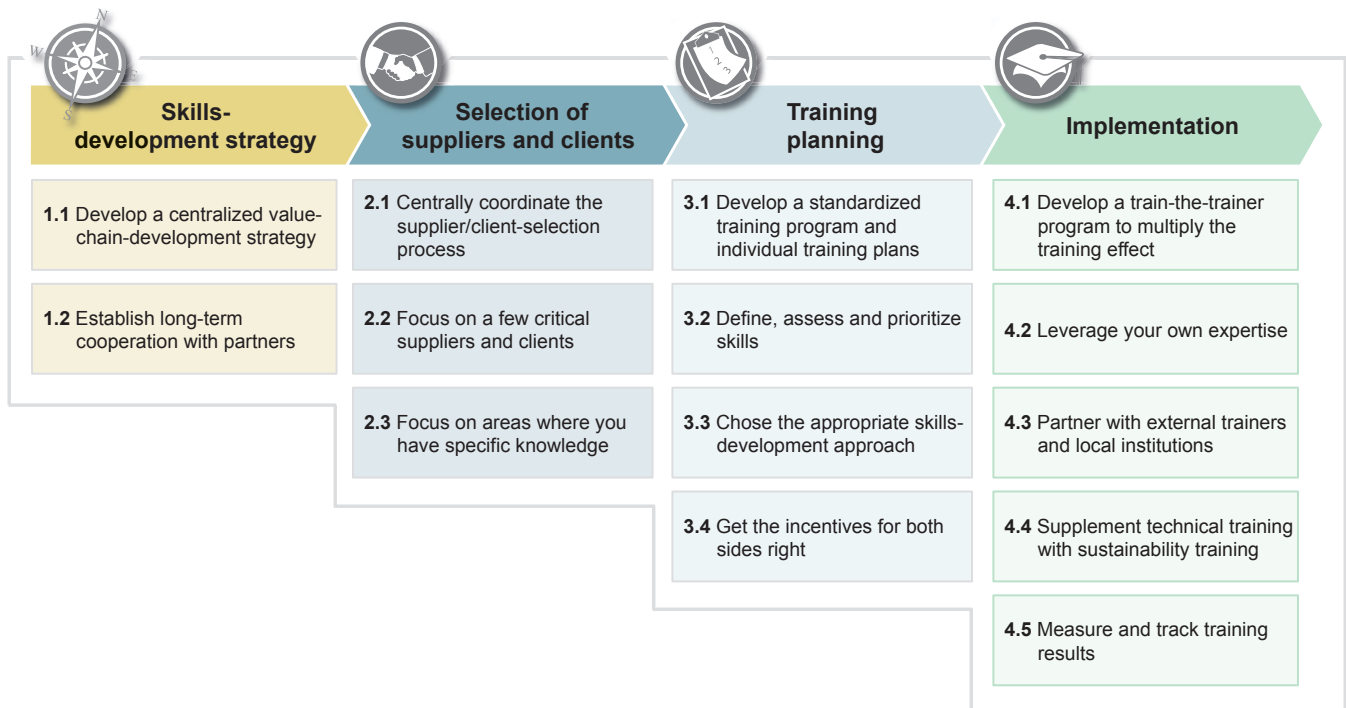 N
W
E
S
1
2
3
Skills-
development strategy
Selection of
suppliers and clients
Training
planning
Implementation
1.1 Develop a centralized value-
chain-development strategy
1.2 Establish long-term
cooperation with partners
2.1 Centrally coordinate the
supplier/client-selection
process
2.2 Focus on a few critical
suppliers and clients
2.3 Focus on areas where you
have specific knowledge
3.1 Develop a standardized
training program and
individual training plans
3.2 Define, assess and prioritize
skills
3.3 Chose the appropriate skills-
development approach
3.4 Get the incentives for both
sides right
4.1 Develop a train-the-trainer
program to multiply the
training effect
4.2 Leverage your own expertise
4.3 Partner with external trainers
and local institutions
4.4 Supplement technical training
with sustainability training
4.5 Measure and track training
results